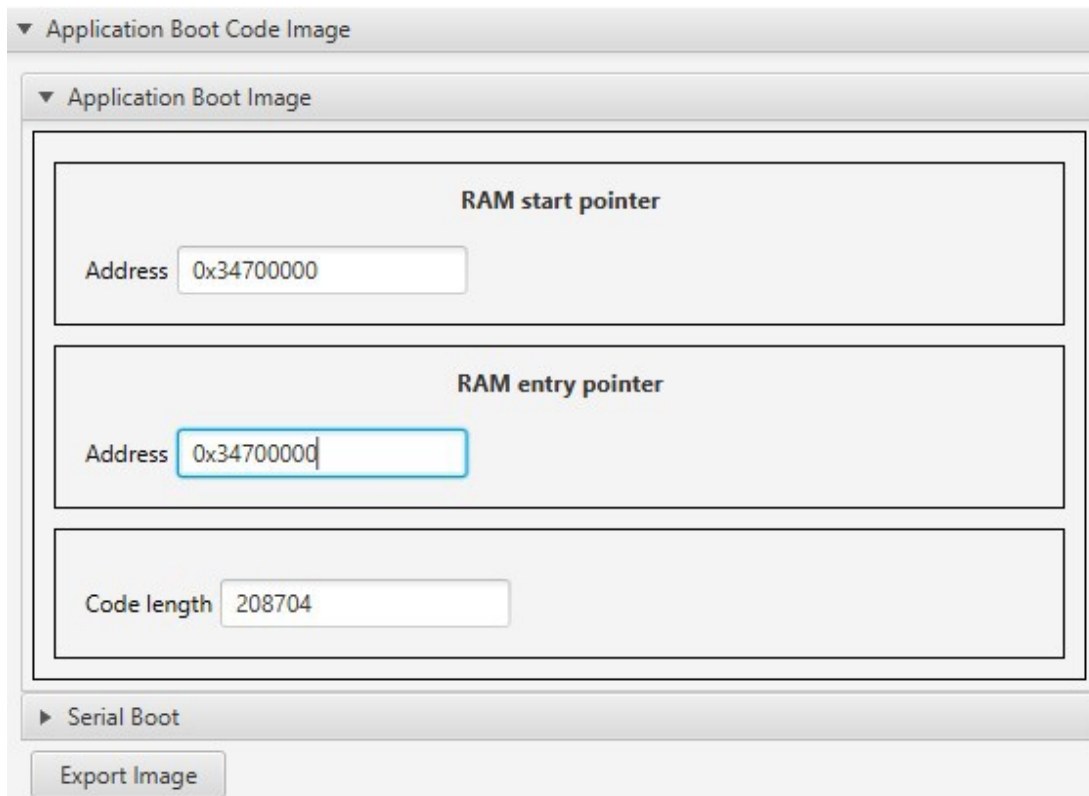 Application Boot Code Image
Application Boot Image
RAM start pointer
Address 0x34700000
RAM entry pointer
Address 0x34700000
Code length 208704
Serial Boot
Export Image